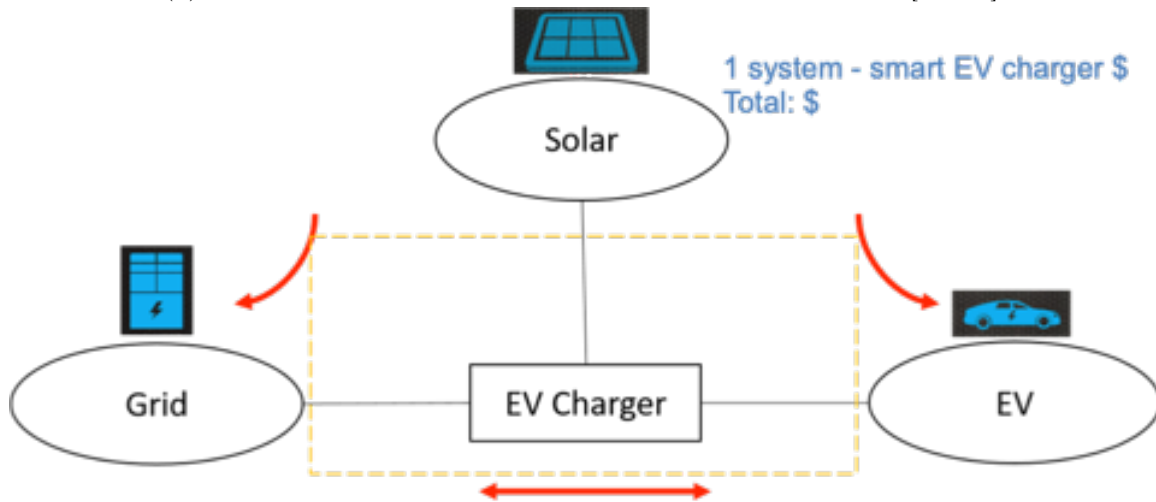 1 system - smart EV charger $
Total: $
Solar
Grid
EV Charger
EV